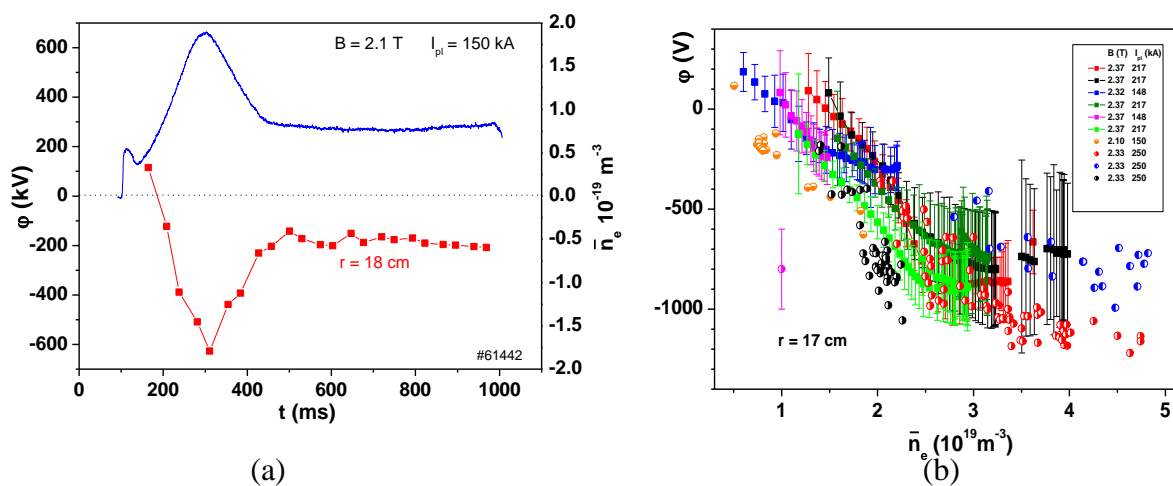 600
400
200
0
-200
-400
-600
φ (kV)
B = 2.1 T I_pl = 150 kA
r = 18 cm
#61442
0 200 400 600 800 1000
t (ms)
2.0
1.5
1.0
0.5
0.0
-0.5
-1.0
-1.5
-2.0
n̄_e 10^-19 m^-3
(a)
φ (V)
0
-500
-1000
B (T) I_pl (kA)
2.37 217
2.37 217
2.32 148
2.37 217
2.37 148
2.37 217
2.10 150
2.33 250
2.33 250
2.33 250
r = 17 cm
1 2 3 4 5
n̄_e (10^19 m^-3)
(b)